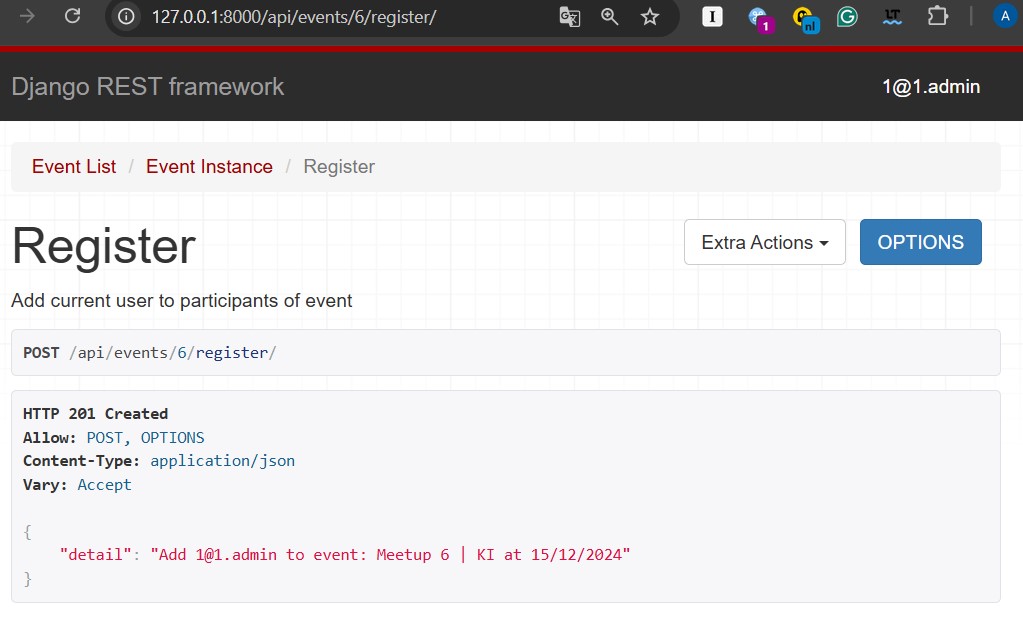 127.0.0.1:8000/api/events/6/register/
1
nl
A
Django REST framework
1@1.admin
Event List / Event Instance / Register
Register
Extra Actions
OPTIONS
Add current user to participants of event
POST /api/events/6/register/
HTTP 201 Created
Allow: POST, OPTIONS
Content-Type: application/json
Vary: Accept
{
    "detail": "Add 1@1.admin to event: Meetup 6 | KI at 15/12/2024"
}